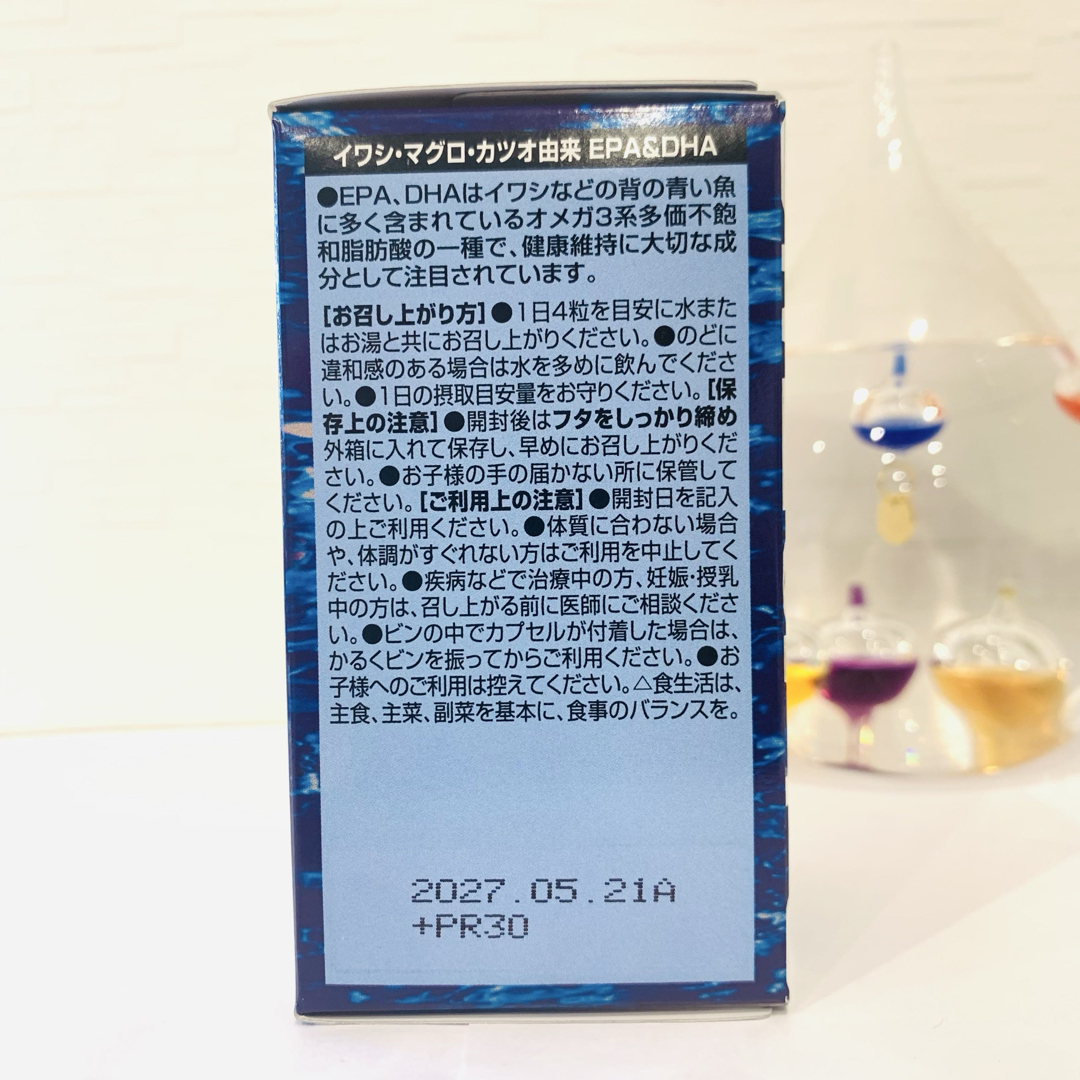 イワシ・マグロ・カツオ由来 EPA&DHA
●EPA、DHAはイワシなどの背の青い魚
に多く含まれているオメガ3系多価不飽
和脂肪酸の一種で、健康維持に大切な成
分として注目されています。
[お召し上がり方]●1日4粒を目安に水また
はお湯と共にお召し上がりください。●のどに
違和感のある場合は水を多めに飲んでくださ
い。●1日の摂取目安量をお守りください。[保
存上の注意]●開封後はフタをしっかり締め
外箱に入れて保存し、早めにお召し上がりくだ
さい。●お子様の手の届かない所に保管して
ください。[ご利用上の注意]●開封日を記入
の上ご利用ください。●体質に合わない場合
や、体調がすぐれない方はご利用を中止してく
ださい。●疾病などで治療中の方、妊娠・授乳
中の方は、召し上がる前に医師にご相談くださ
い。●ビンの中でカプセルが付着した場合は、
かるくビンを振ってからご利用ください。●お
子様へのご利用は控えてください。△食生活は、
主食、主菜、副菜を基本に、食事のバランスを。
2027.05.21A
+PR30